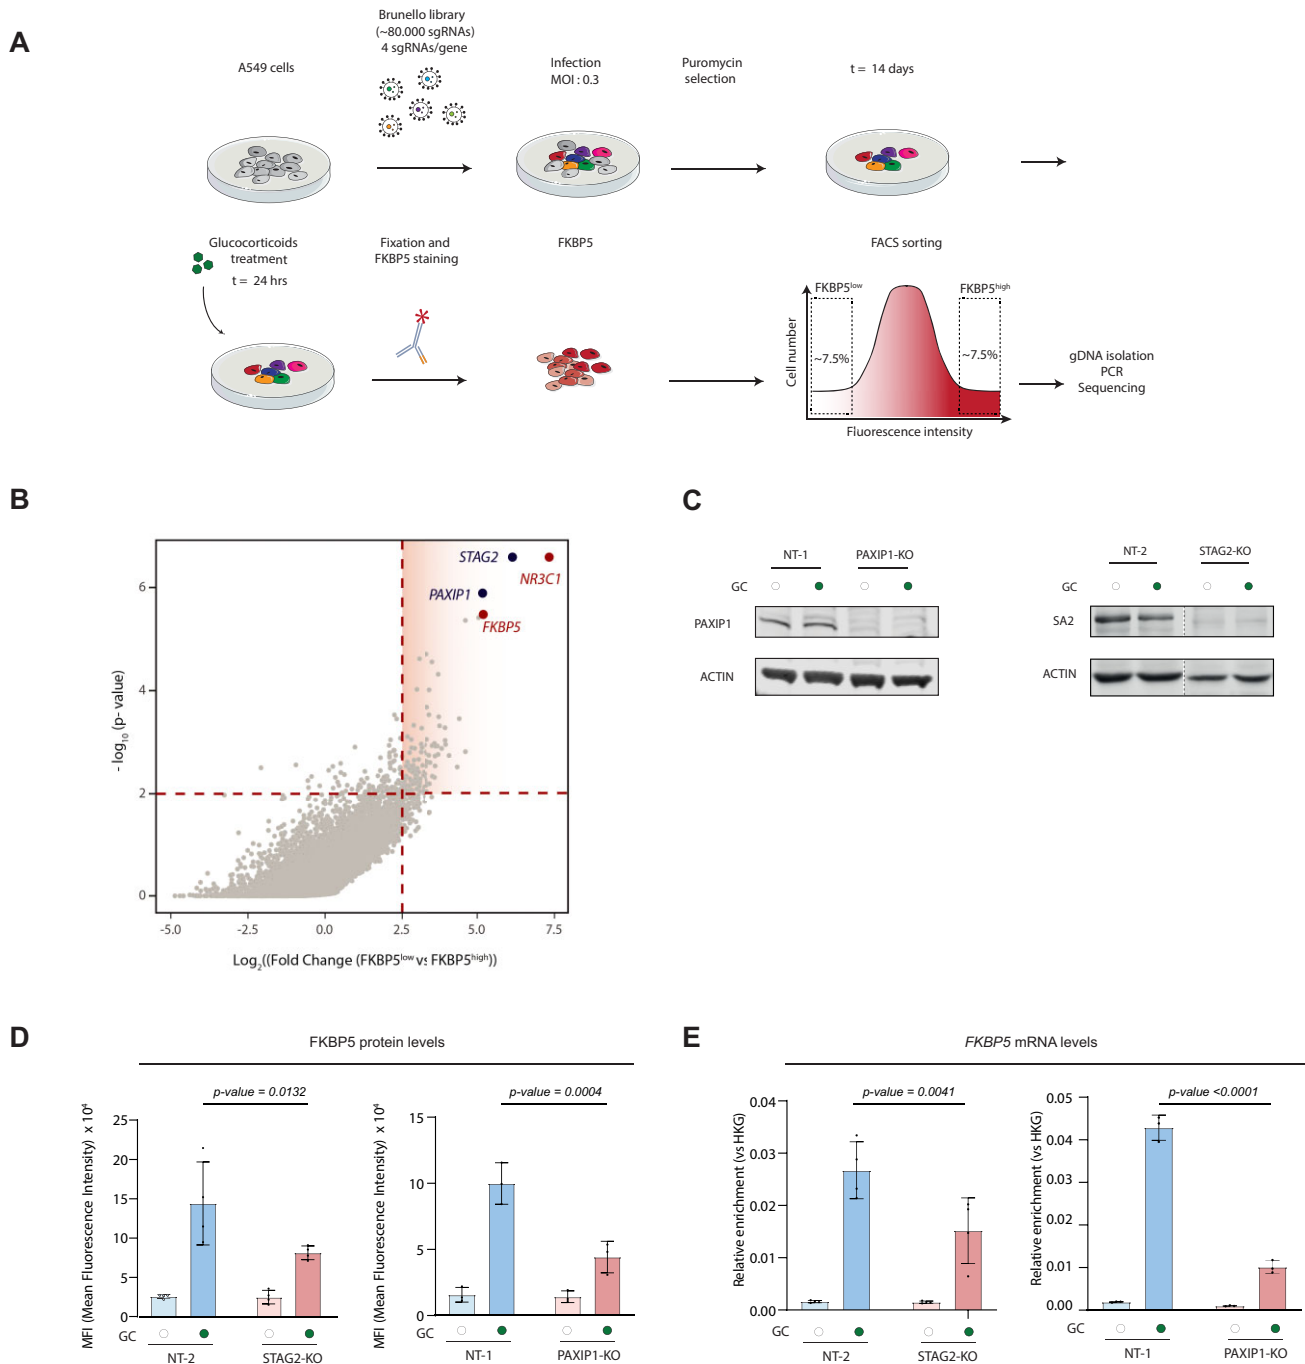 A
Brunello library
(~80.000 sgRNAs)
4 sgRNAs/gene
A549 cells
Infection
MOI : 0.3
Puromycin
selection
t = 14 days
Glucocorticoids
treatment
t = 24 hrs
Fixation and
FKBP5 staining
FKBP5
FACS sorting
FKBP5low
FKBP5high
~7.5%
~7.5%
Cell number
Fluorescence intensity
gDNA isolation
PCR
Sequencing
B
STAG2
NR3C1
PAXIP1
FKBP5
6
4
2
0
- log10 (p- value)
-5.0
-2.5
0.0
2.5
5.0
7.5
Log2((Fold Change (FKBP5low vs FKBP5high))
C
NT-1
PAXIP1-KO
GC
PAXIP1
ACTIN
NT-2
STAG2-KO
GC
SA2
ACTIN
D
FKBP5 protein levels
p-value = 0.0132
MFI (Mean Fluorescence Intensity) x 10⁴
25
20
15
10
5
0
GC
NT-2
STAG2-KO
p-value = 0.0004
MFI (Mean Fluorescence Intensity) x 10⁴
15
10
5
0
GC
NT-1
PAXIP1-KO
E
FKBP5 mRNA levels
p-value = 0.0041
Relative enrichment (vs HKG)
0.04
0.03
0.02
0.01
0.00
GC
NT-2
STAG2-KO
p-value <0.0001
Relative enrichment (vs HKG)
0.05
0.04
0.03
0.02
0.01
0.00
GC
NT-1
PAXIP1-KO